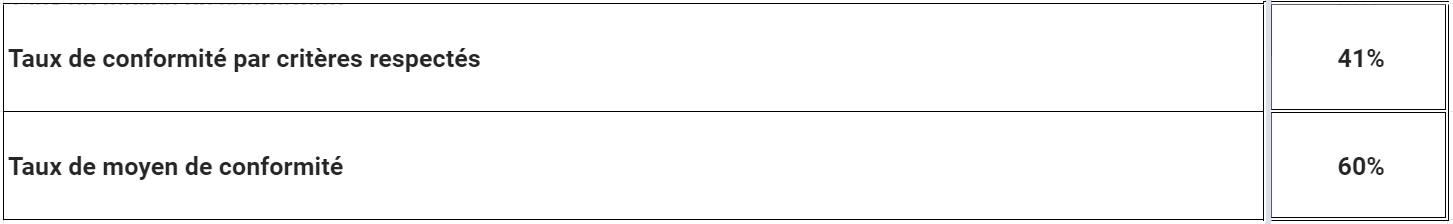 Taux de conformité par critères respectés
41%
Taux de moyen de conformité
60%